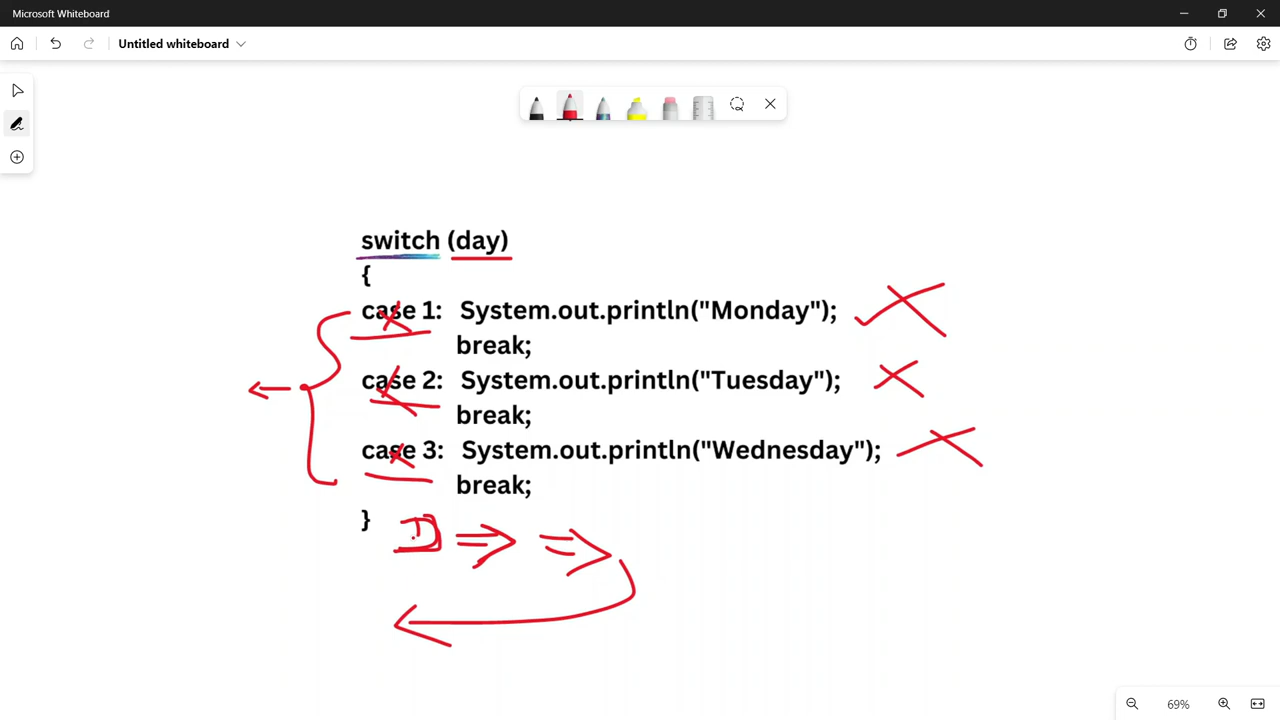 Microsoft Whiteboard
Untitled whiteboard
switch (day)
{
case 1: System.out.println("Monday");
break;
case 2: System.out.println("Tuesday");
break;
case 3: System.out.println("Wednesday");
break;
}
D
69%